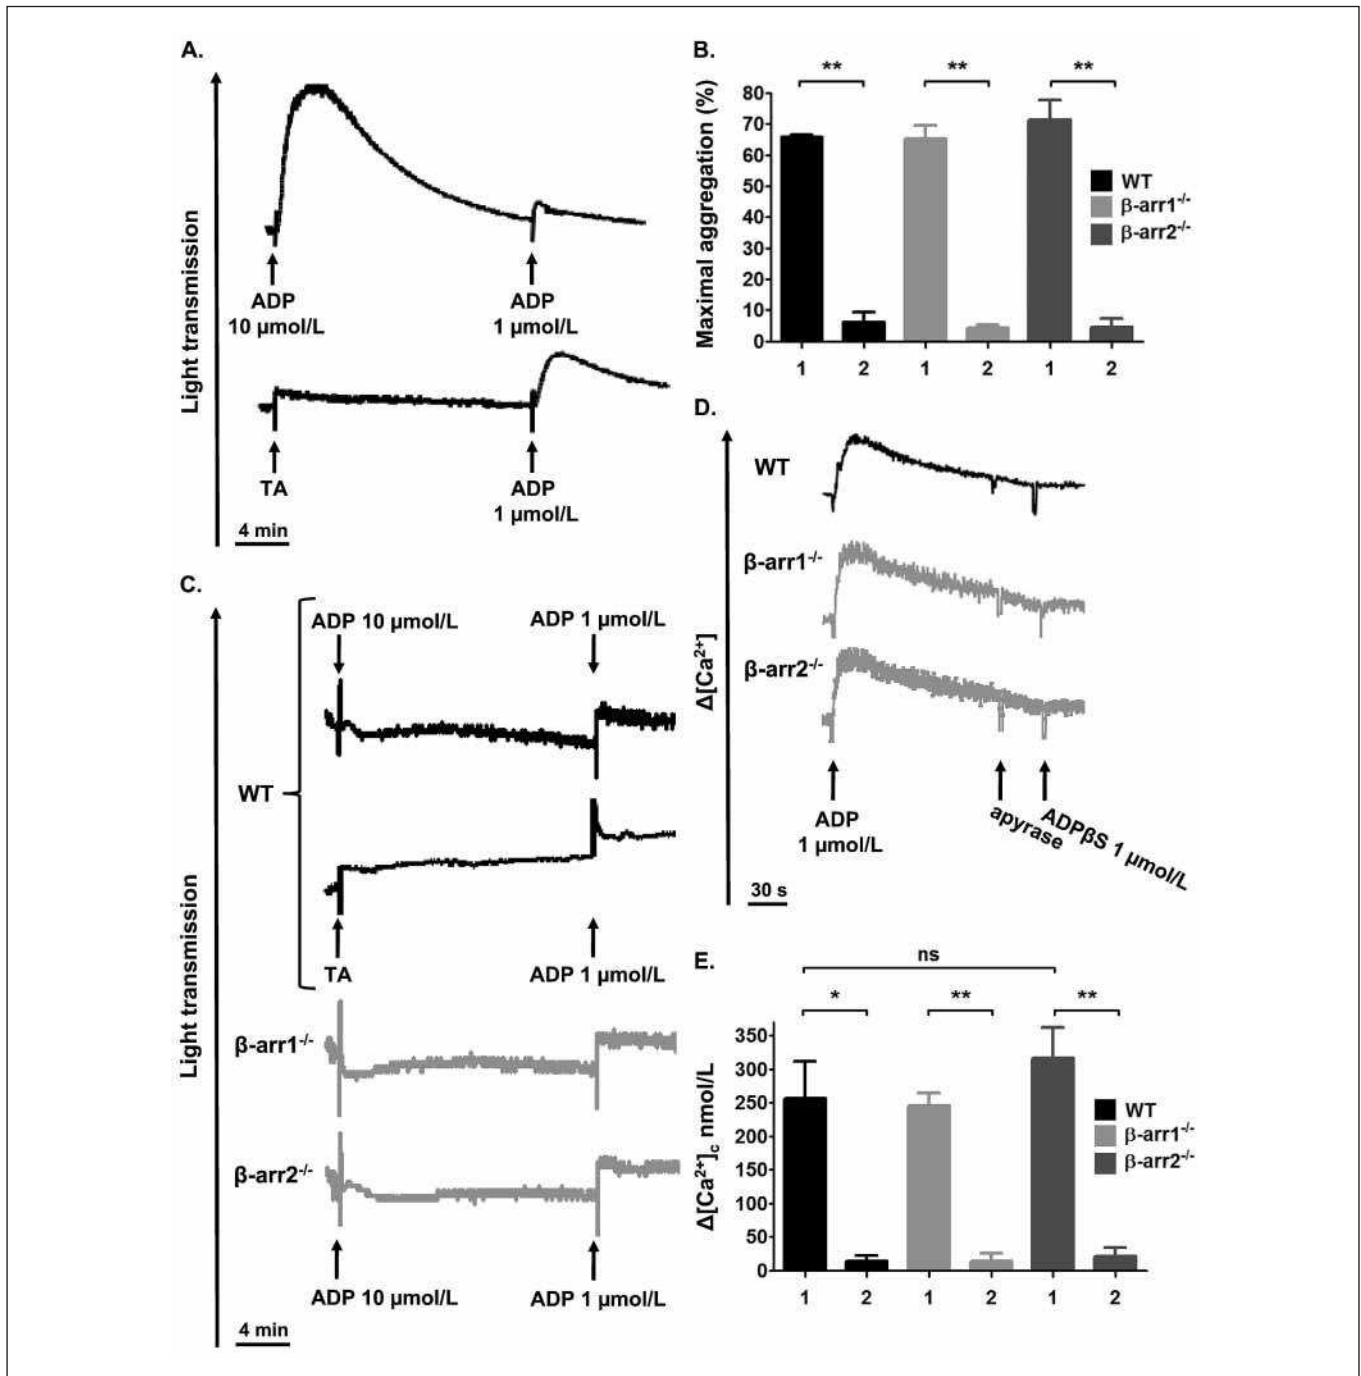 A.
Light transmission
ADP
10 µmol/L
ADP
1 µmol/L
TA
ADP
1 µmol/L
4 min
B.
Maximal aggregation (%)
** ** **
80
70
60
50
40
30
20
10
0
1 2 1 2 1 2
WT
β-arr1-/-
β-arr2-/-
C.
Light transmission
ADP 10 µmol/L ADP 1 µmol/L
WT
TA ADP 1 µmol/L
Light transmission
β-arr1-/-
β-arr2-/-
ADP 10 µmol/L ADP 1 µmol/L
4 min
D.
Δ[Ca2+]
WT
β-arr1-/-
β-arr2-/-
ADP
1 µmol/L
apyrase
ADPβS 1 µmol/L
30 s
E.
ns
* ** **
Δ[Ca2+]c nmol/L
350
300
250
200
150
100
50
0
1 2 1 2 1 2
WT
β-arr1-/-
β-arr2-/-